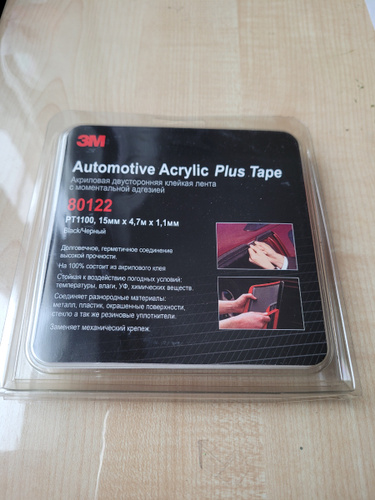 3M
Automotive Acrylic Plus Tape
Акриловая двусторонняя клейкая лента
с моментальной адгезией
80122
PT1100, 15мм x 4,7м x 1,1мм
Black/Черный
Долговечное, герметичное соединение
высокой прочности.
На 100% состоит из акрилового клея
Стойкая к воздействию погодных условий:
температуры, влаги, УФ, химических веществ.
Соединяет разнородные материалы:
металл, пластик, окрашенные поверхности,
стекло а так же резиновые уплотнители.
Заменяет механический крепеж.